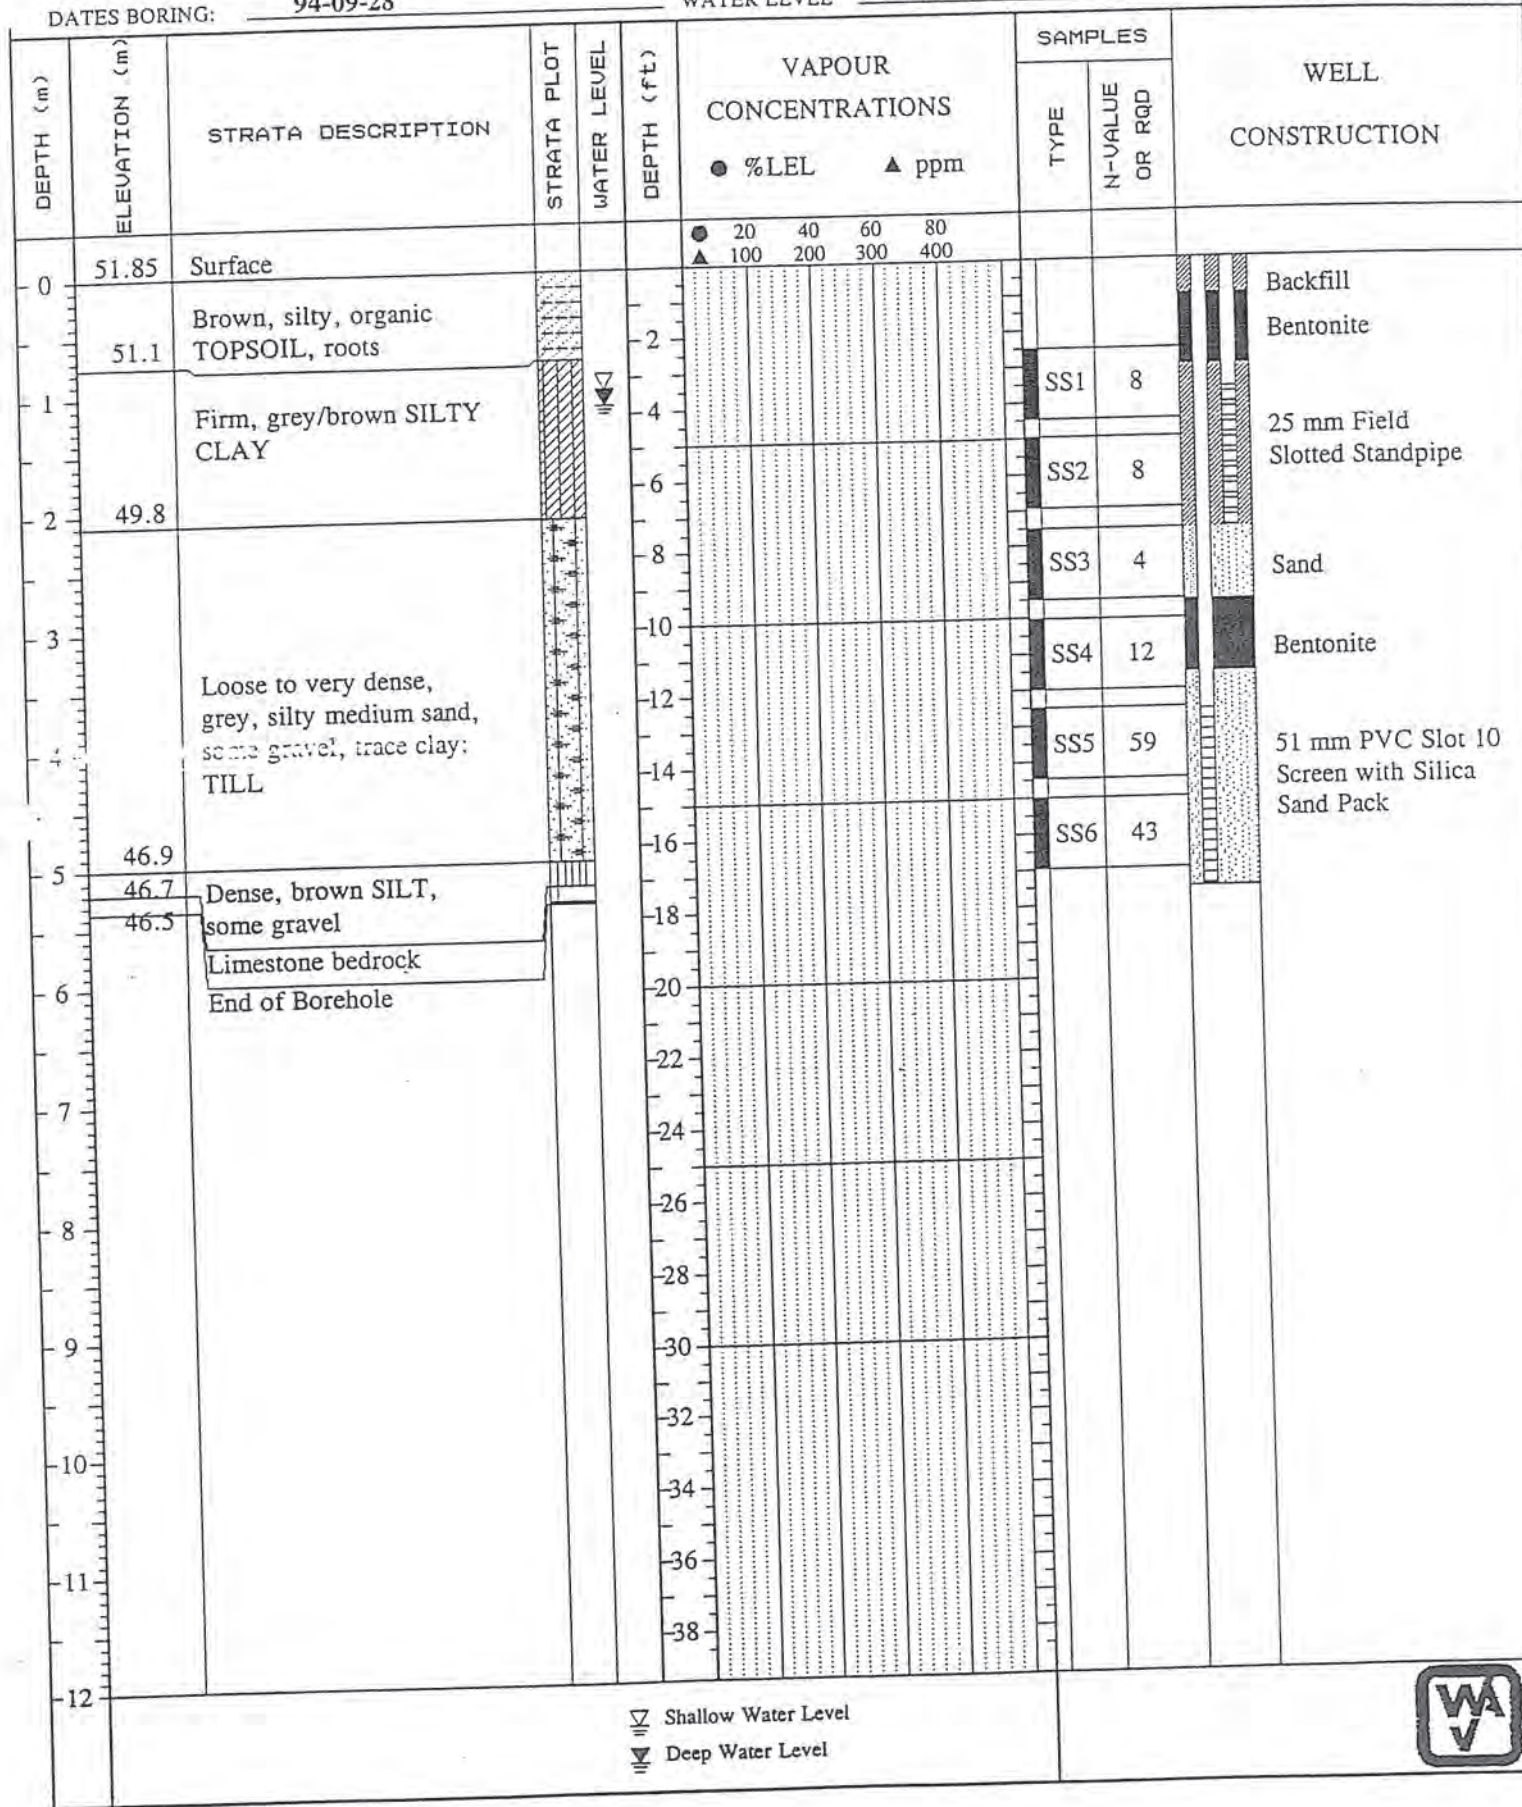 DATES BORING: 94-09-28 WATER LEVEL
DEPTH (m)
ELEVATION (m)
STRATA DESCRIPTION
STRATA PLOT
WATER LEVEL
DEPTH (ft)
VAPOUR
CONCENTRATIONS
● %LEL ▲ ppm
SAMPLES
TYPE
N-VALUE
OR RQD
WELL
CONSTRUCTION
● 20 40 60 80
▲ 100 200 300 400
0
1
2
3
4
5
6
7
8
9
10
11
12
51.85 Surface
Brown, silty, organic
51.1 TOPSOIL, roots
Firm, grey/brown SILTY
CLAY
49.8
Loose to very dense,
grey, silty medium sand,
some gravel, trace clay;
TILL
46.9
46.7 Dense, brown SILT,
46.5 some gravel
Limestone bedrock
End of Borehole
2
4
6
8
10
12
14
16
18
20
22
24
26
28
30
32
34
36
38
SS1 8
SS2 8
SS3 4
SS4 12
SS5 59
SS6 43
Backfill
Bentonite
25 mm Field
Slotted Standpipe
Sand
Bentonite
51 mm PVC Slot 10
Screen with Silica
Sand Pack
Shallow Water Level
Deep Water Level